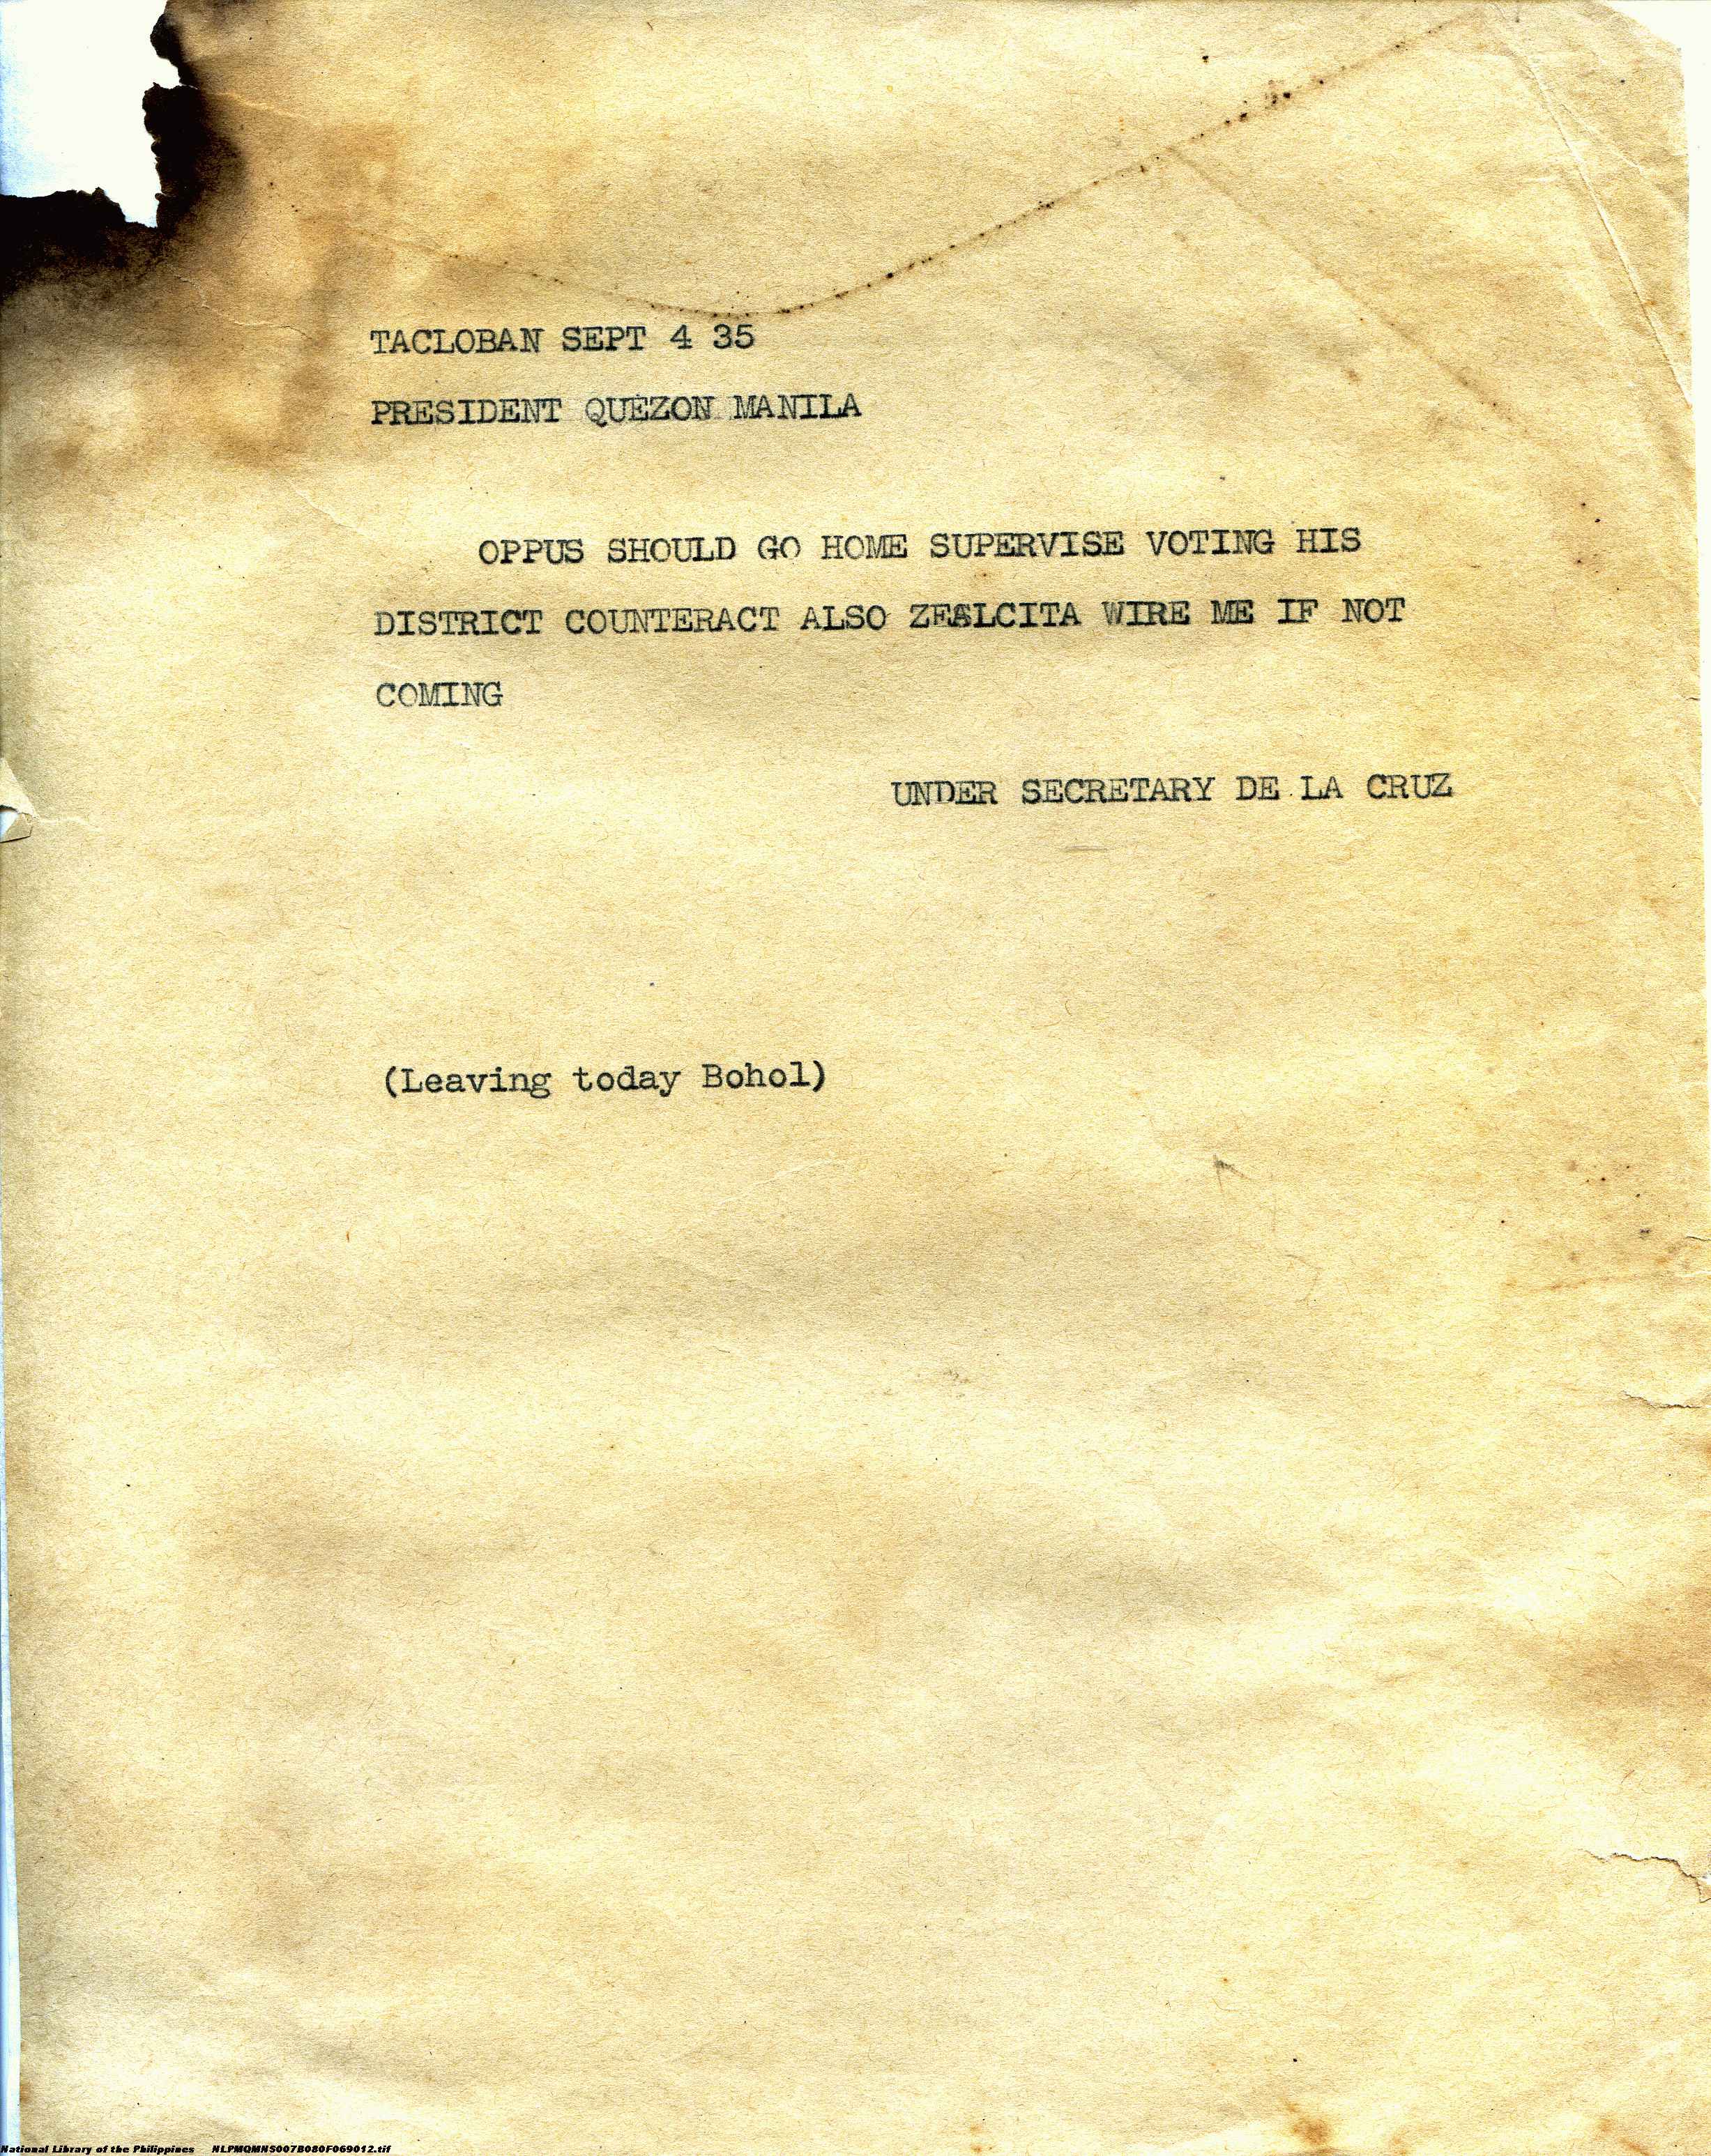 TACLOBAN SEPT 4 35
PRESIDENT QUEZON MANILA
OPPUS SHOULD GO HOME SUPERVISE VOTING HIS
DISTRICT COUNTERACT ALSO WIRE ME IF NOT
COMING
UNDER SECRETARY DE LA CRUZ
(Leaving today Bohol)
National Library of the Philippines NLPMQMNS007B080F069012.tif